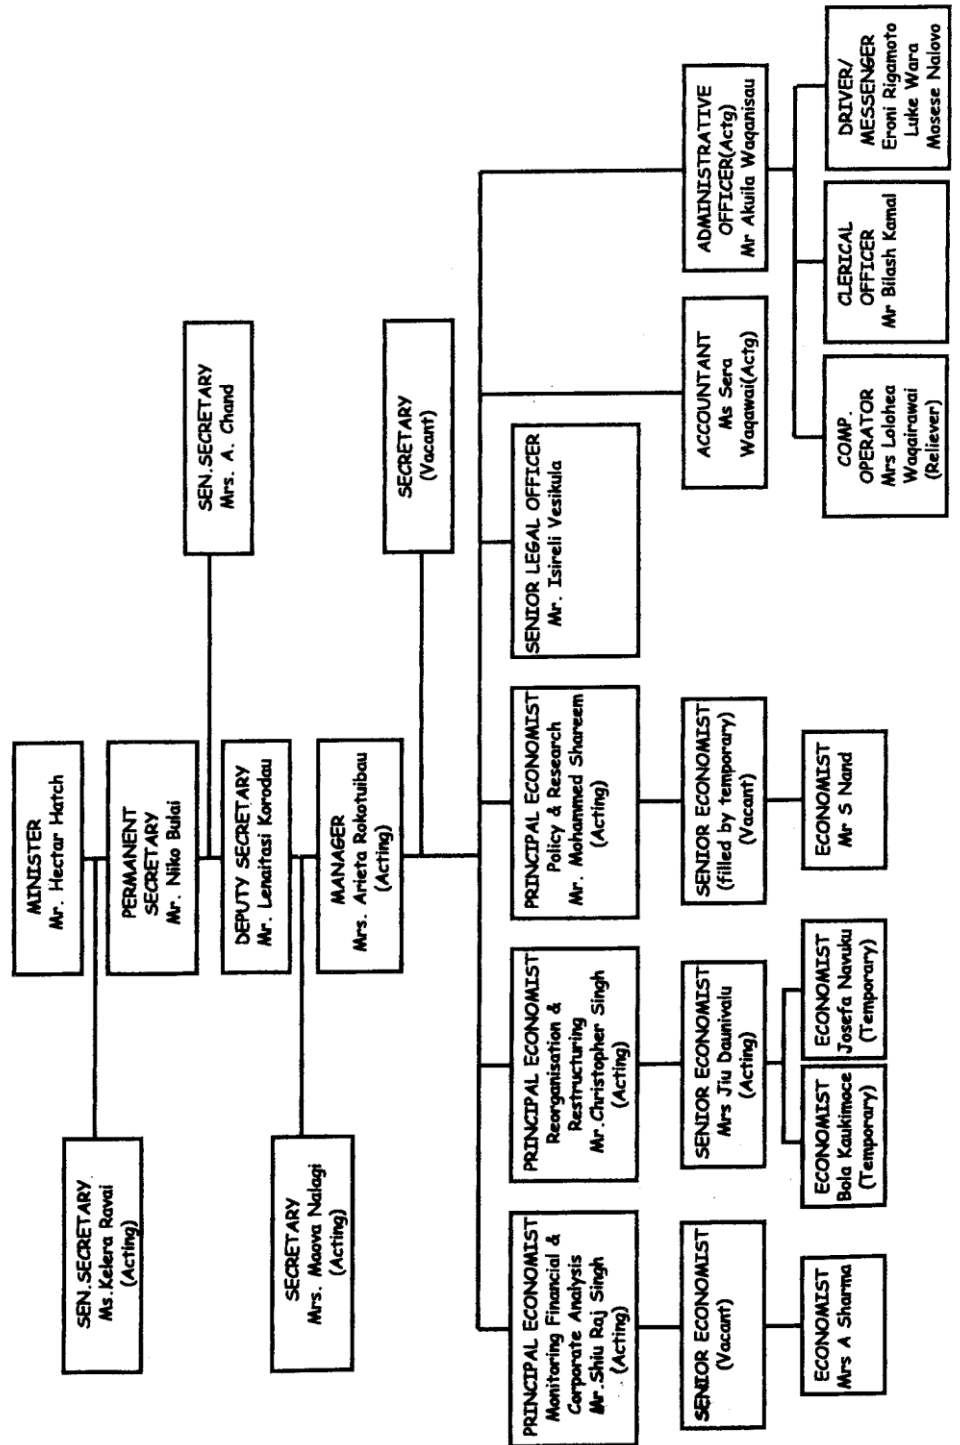 MINISTER
Mr. Hectar Hatch
SEN.SECRETARY
Ms.Kelera Ravai
(Acting)
PERMANENT
SECRETARY
Mr. Niko Bulai
SEN.SECRETARY
Mrs. A. Chand
DEPUTY SECRETARY
Mr. Lenaitasi Korodau
SECRETARY
Mrs. Maova Nalagi
(Acting)
MANAGER
Mrs. Arieta Rokotuibau
(Acting)
SECRETARY
(Vacant)
PRINCIPAL ECONOMIST
Monitoring Financial &
Corporate Analysis
Mr.Shiu Raj Singh
(Acting)
PRINCIPAL ECONOMIST
Reorganisation &
Restructuring
Mr.Christopher Singh
(Acting)
PRINCIPAL ECONOMIST
Policy & Research
Mr. Mohammed Shareem
(Acting)
SENIOR LEGAL OFFICER
Mr. Isireli Vesikula
ACCOUNTANT
Ms Sera
Waqawai(Actg)
ADMINISTRATIVE
OFFICER(Actg)
Mr Akuila Waqanisau
SENIOR ECONOMIST
(Vacant)
SENIOR ECONOMIST
Mrs Jiu Daunivalu
(Acting)
SENIOR ECONOMIST
(filled by temporary)
(Vacant)
ECONOMIST
Mrs A Sharma
ECONOMIST
Bola Kaukimoce
(Temporary)
ECONOMIST
Josefa Navuku
(Temporary)
ECONOMIST
Mr S Nand
COMP.
OPERATOR
Mrs Lolohea
Waqairawai
(Reliever)
CLERICAL
OFFICER
Mr Bilash Kamal
DRIVER/
MESSENGER
Eroni Rigamoto
Luke Wara
Masese Nalovo